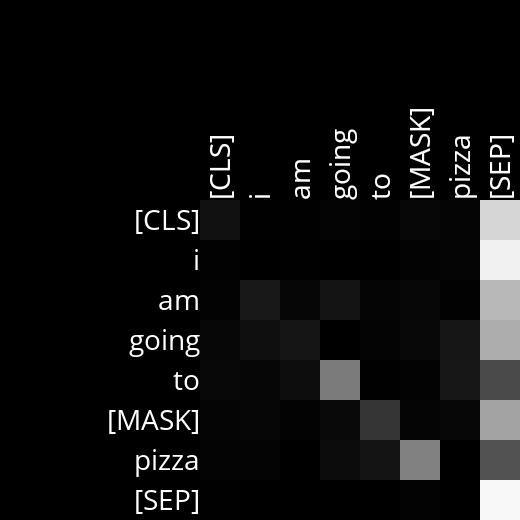 [CLS] i am going to [MASK] pizza [SEP]
[CLS]
i
am
going
to
[MASK]
pizza
[SEP]